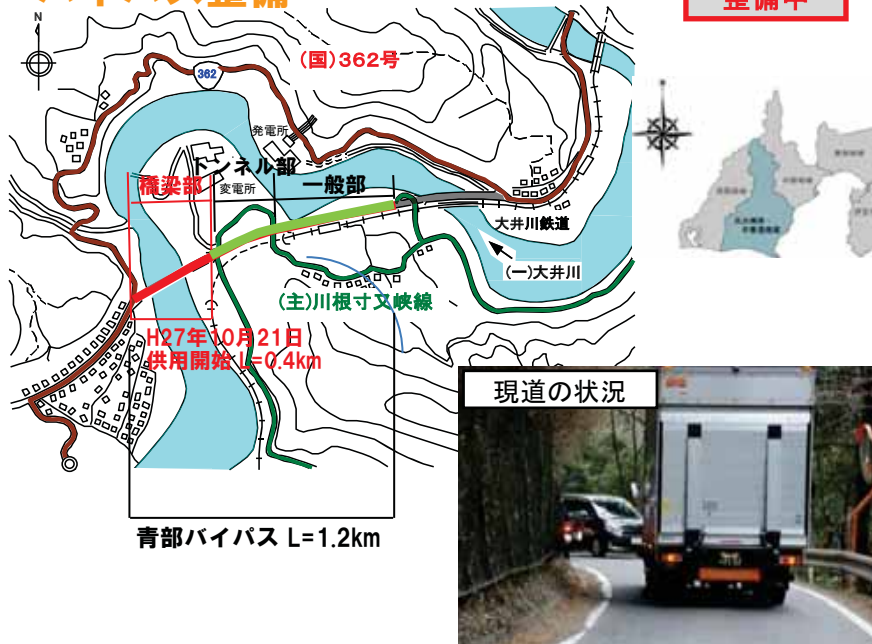 整備中
N
(国)362号
362
発電所
トンネル部
橋梁部
変電所
一般部
大井川鉄道
(一)大井川
(主)川根寸又峡線
H27年10月21日
供用開始 L=0.4km
現道の状況
青部バイパス L=1.2km